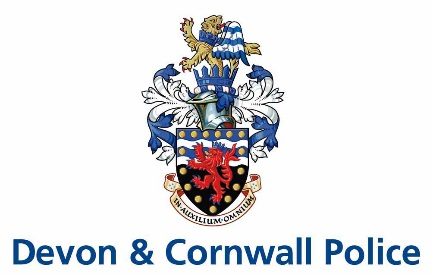 IN·AUXILIUM·OMNIUM
Devon & Cornwall Police